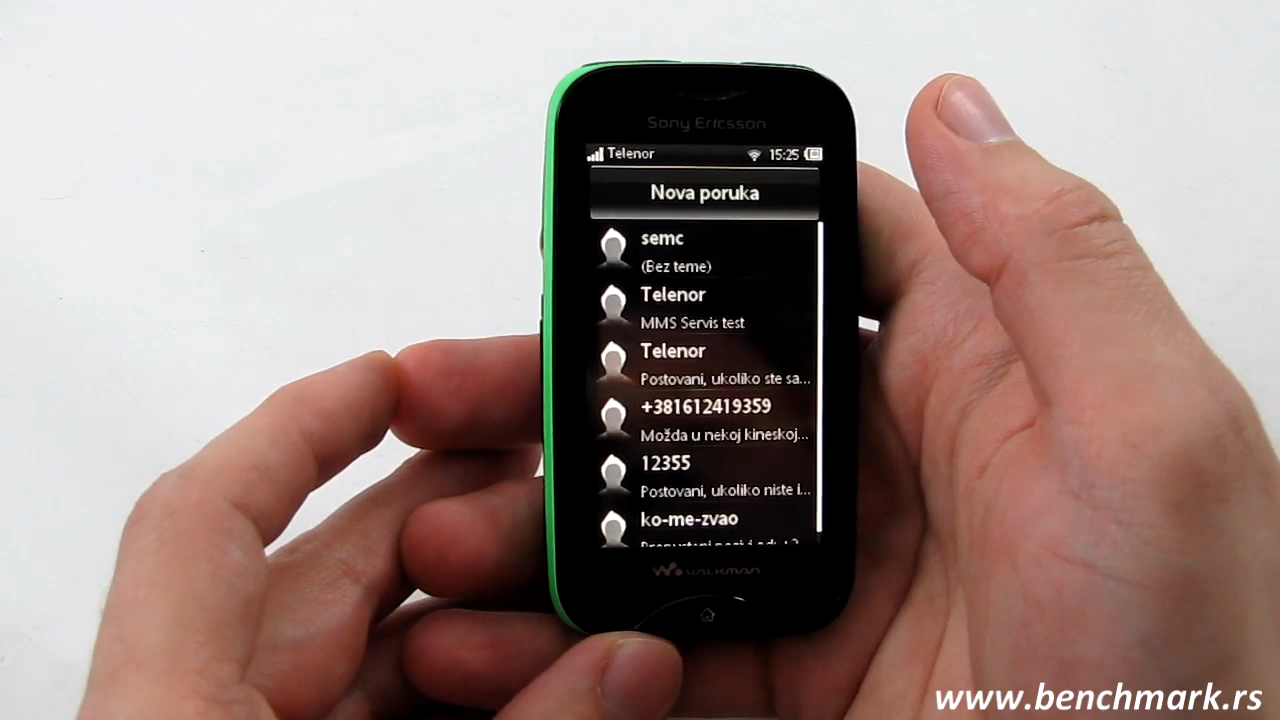 Sony Ericsson
Telenor 15:25
Nova poruka
semc
(Bez teme)
Telenor
MMS Servis test
Telenor
Postovani, ukoliko ste sa...
+381612419359
Možda u nekoj kineskoj...
12355
Postovani, ukoliko niste i...
ko-me-zvao
WALKMAN
www.benchmark.rs